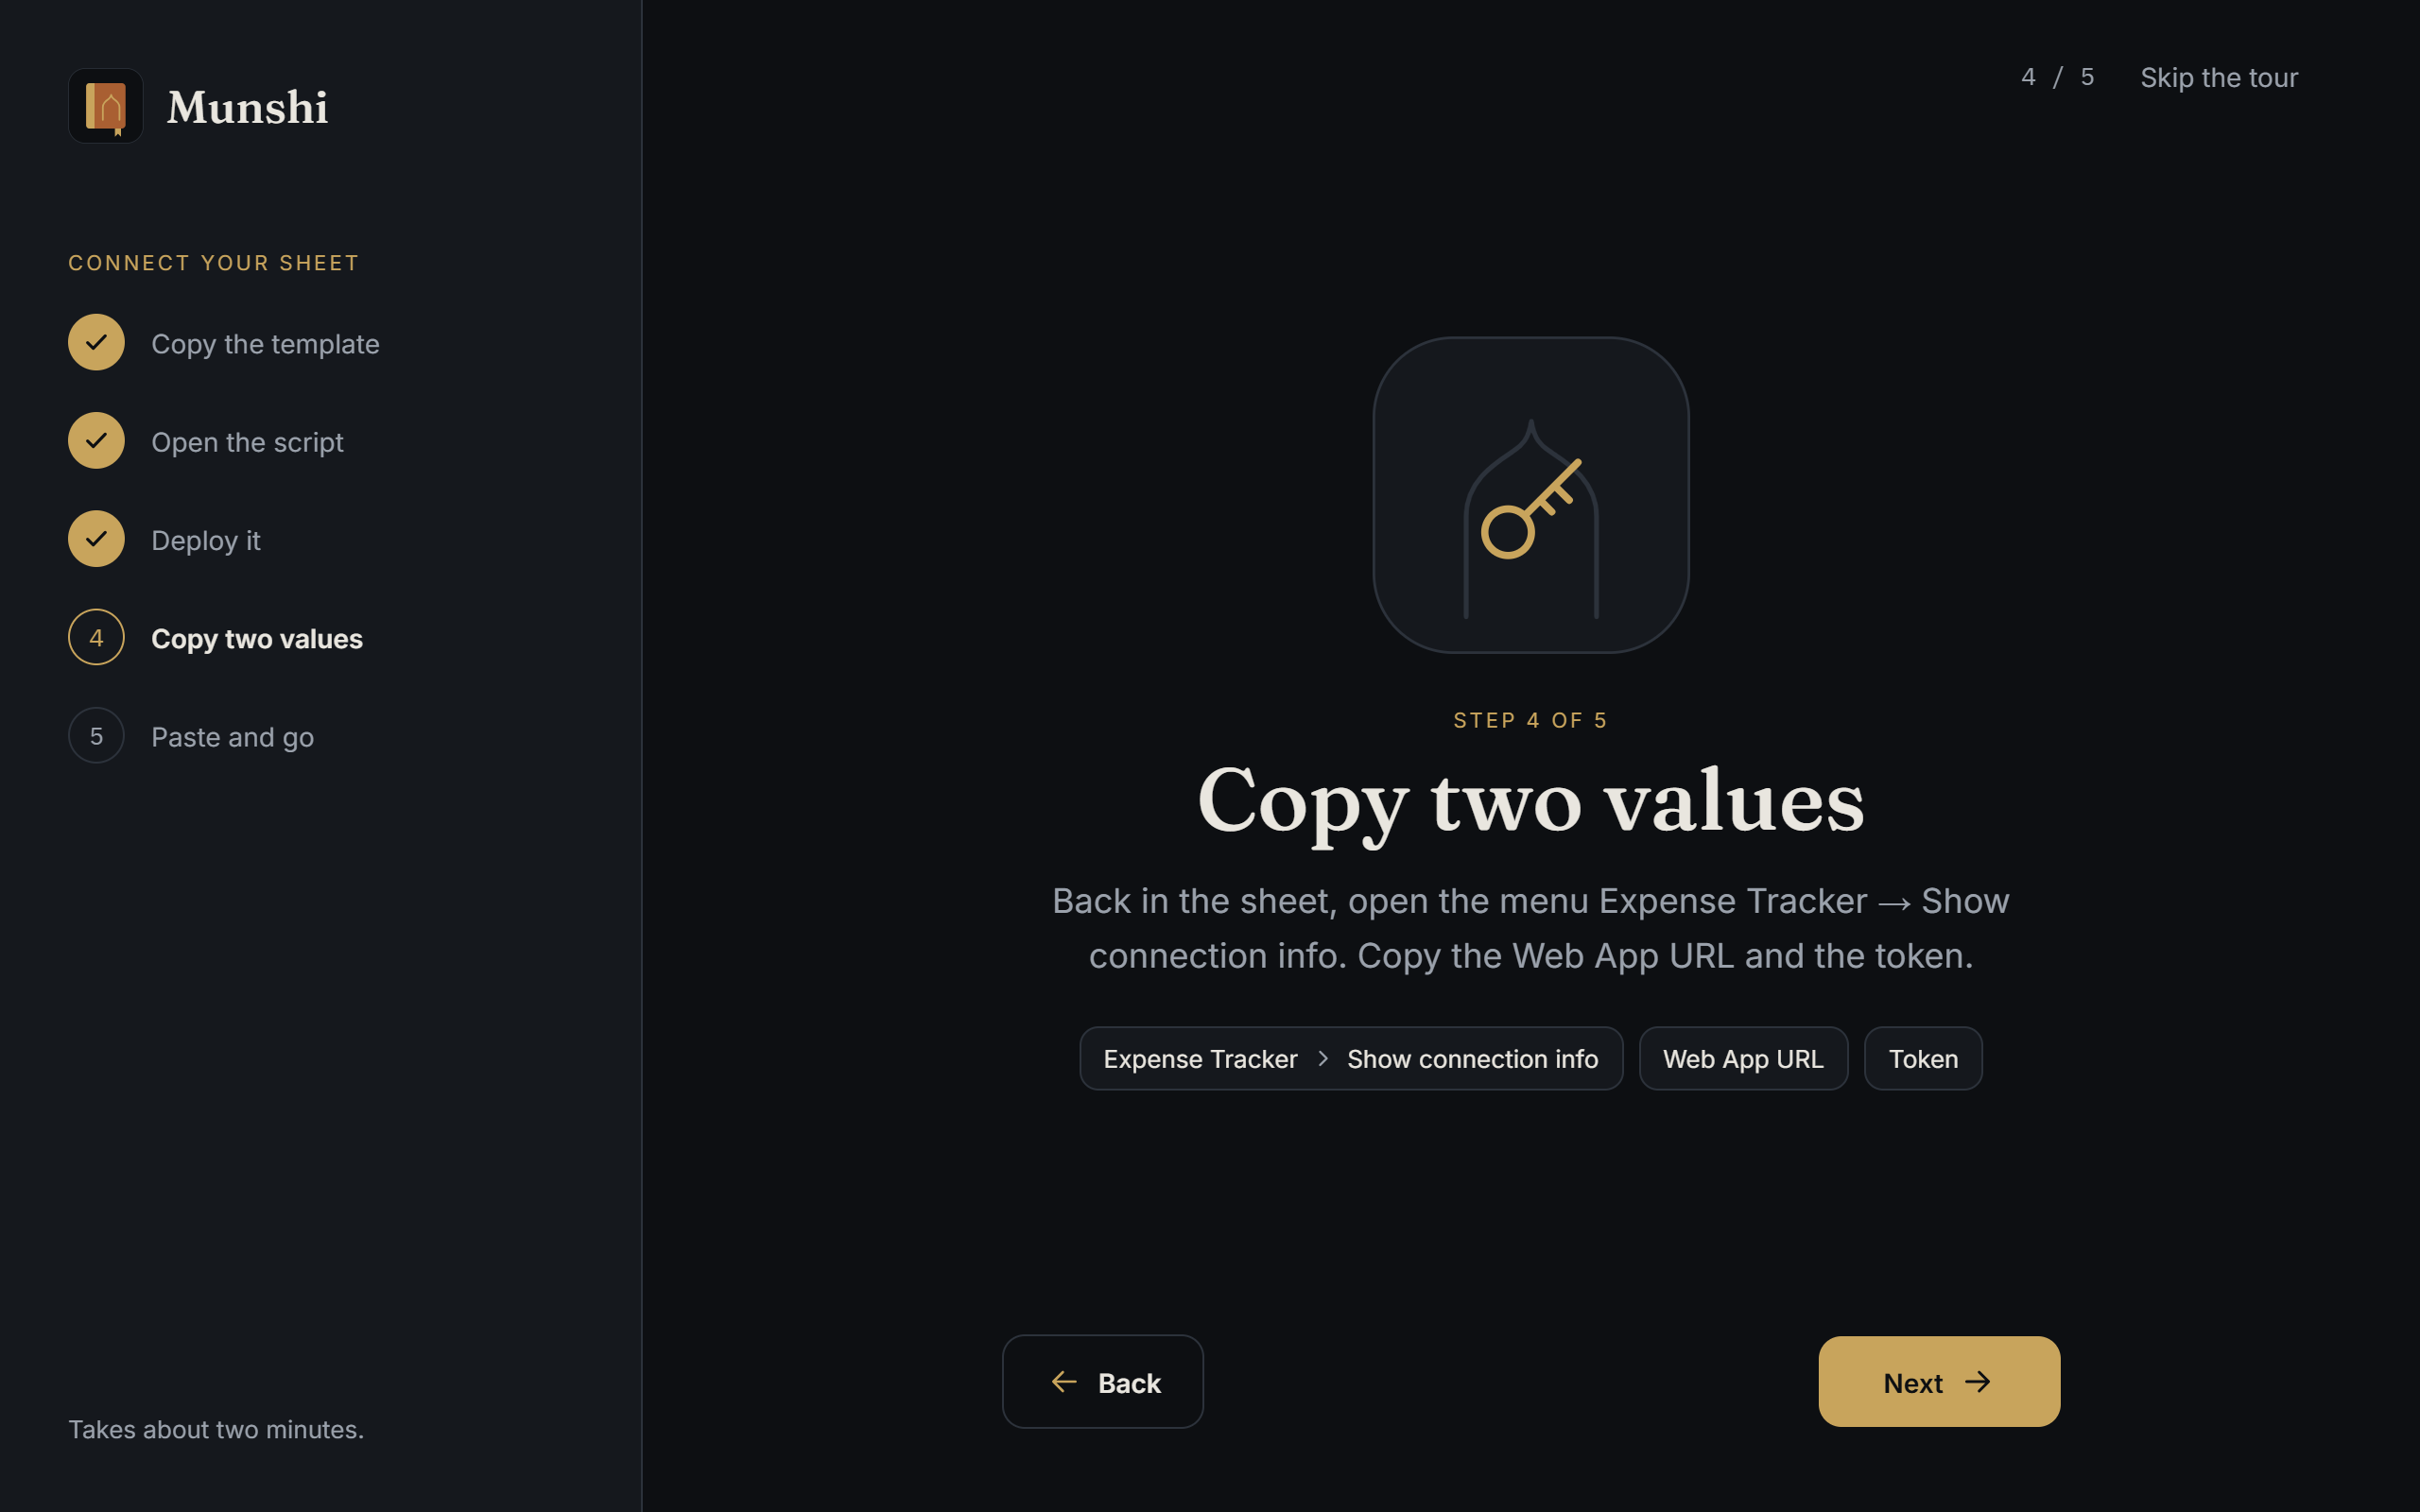 Munshi
CONNECT YOUR SHEET
Copy the template
Open the script
Deploy it
4 Copy two values
5 Paste and go
Takes about two minutes.
4 / 5 Skip the tour
STEP 4 OF 5
Copy two values
Back in the sheet, open the menu Expense Tracker → Show
connection info. Copy the Web App URL and the token.
Expense Tracker > Show connection info Web App URL Token
← Back Next →